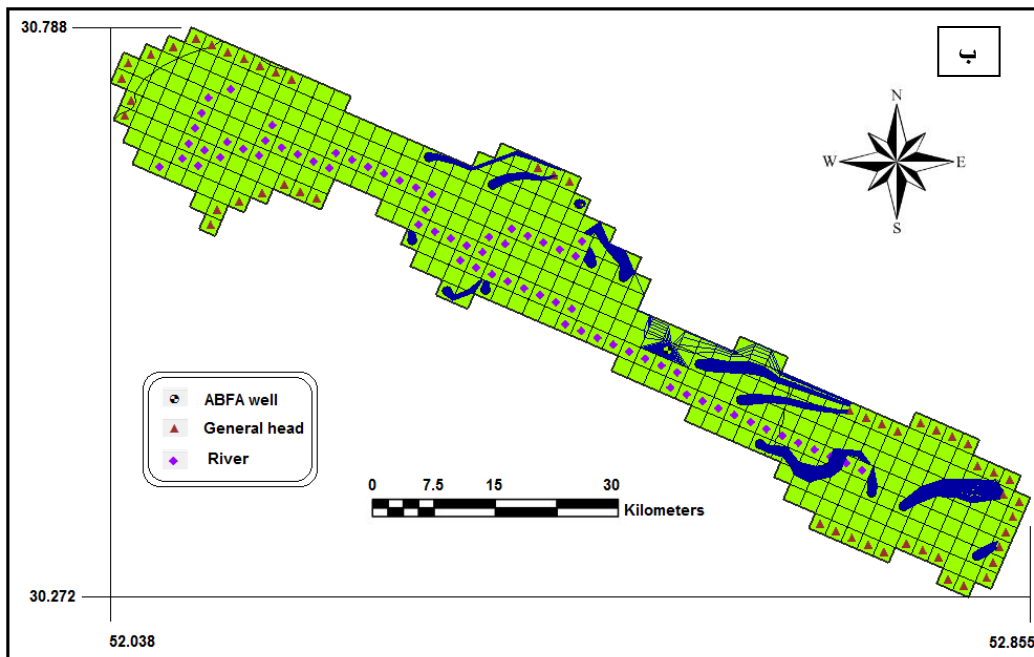 30.788
ب
N
W
E
S
ABFA well
General head
River
0 7.5 15 30
Kilometers
30.272
52.038
52.855